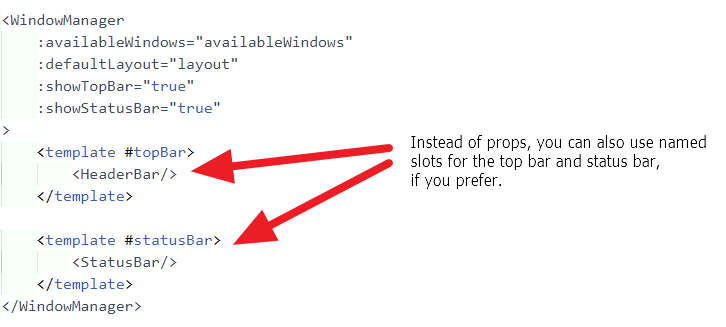 <WindowManager
    :availableWindows="availableWindows"
    :defaultLayout="layout"
    :showTopBar="true"
    :showStatusBar="true"
>
    <template #topBar>
        <HeaderBar/>
    </template>
    <template #statusBar>
        <StatusBar/>
    </template>
</WindowManager>
Instead of props, you can also use named
slots for the top bar and status bar,
if you prefer.